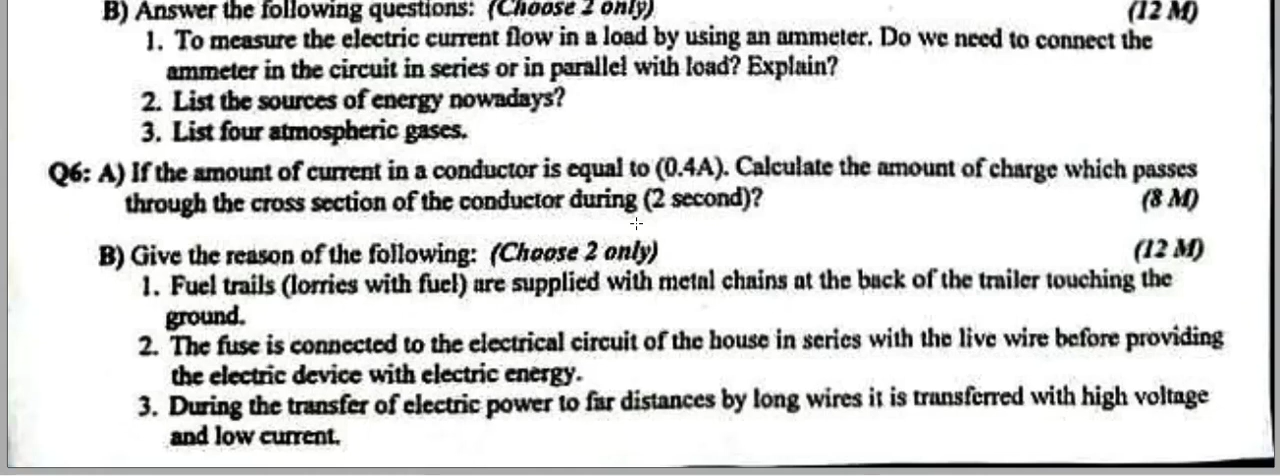 B) Answer the following questions: (Choose 2 only) (12 M)
1. To measure the electric current flow in a load by using an ammeter. Do we need to connect the
ammeter in the circuit in series or in parallel with load? Explain?
2. List the sources of energy nowadays?
3. List four atmospheric gases.
Q6: A) If the amount of current in a conductor is equal to (0.4A). Calculate the amount of charge which passes
through the cross section of the conductor during (2 second)? (8 M)
B) Give the reason of the following: (Choose 2 only) (12 M)
1. Fuel trails (lorries with fuel) are supplied with metal chains at the back of the trailer touching the
ground.
2. The fuse is connected to the electrical circuit of the house in series with the live wire before providing
the electric device with electric energy.
3. During the transfer of electric power to far distances by long wires it is transferred with high voltage
and low current.